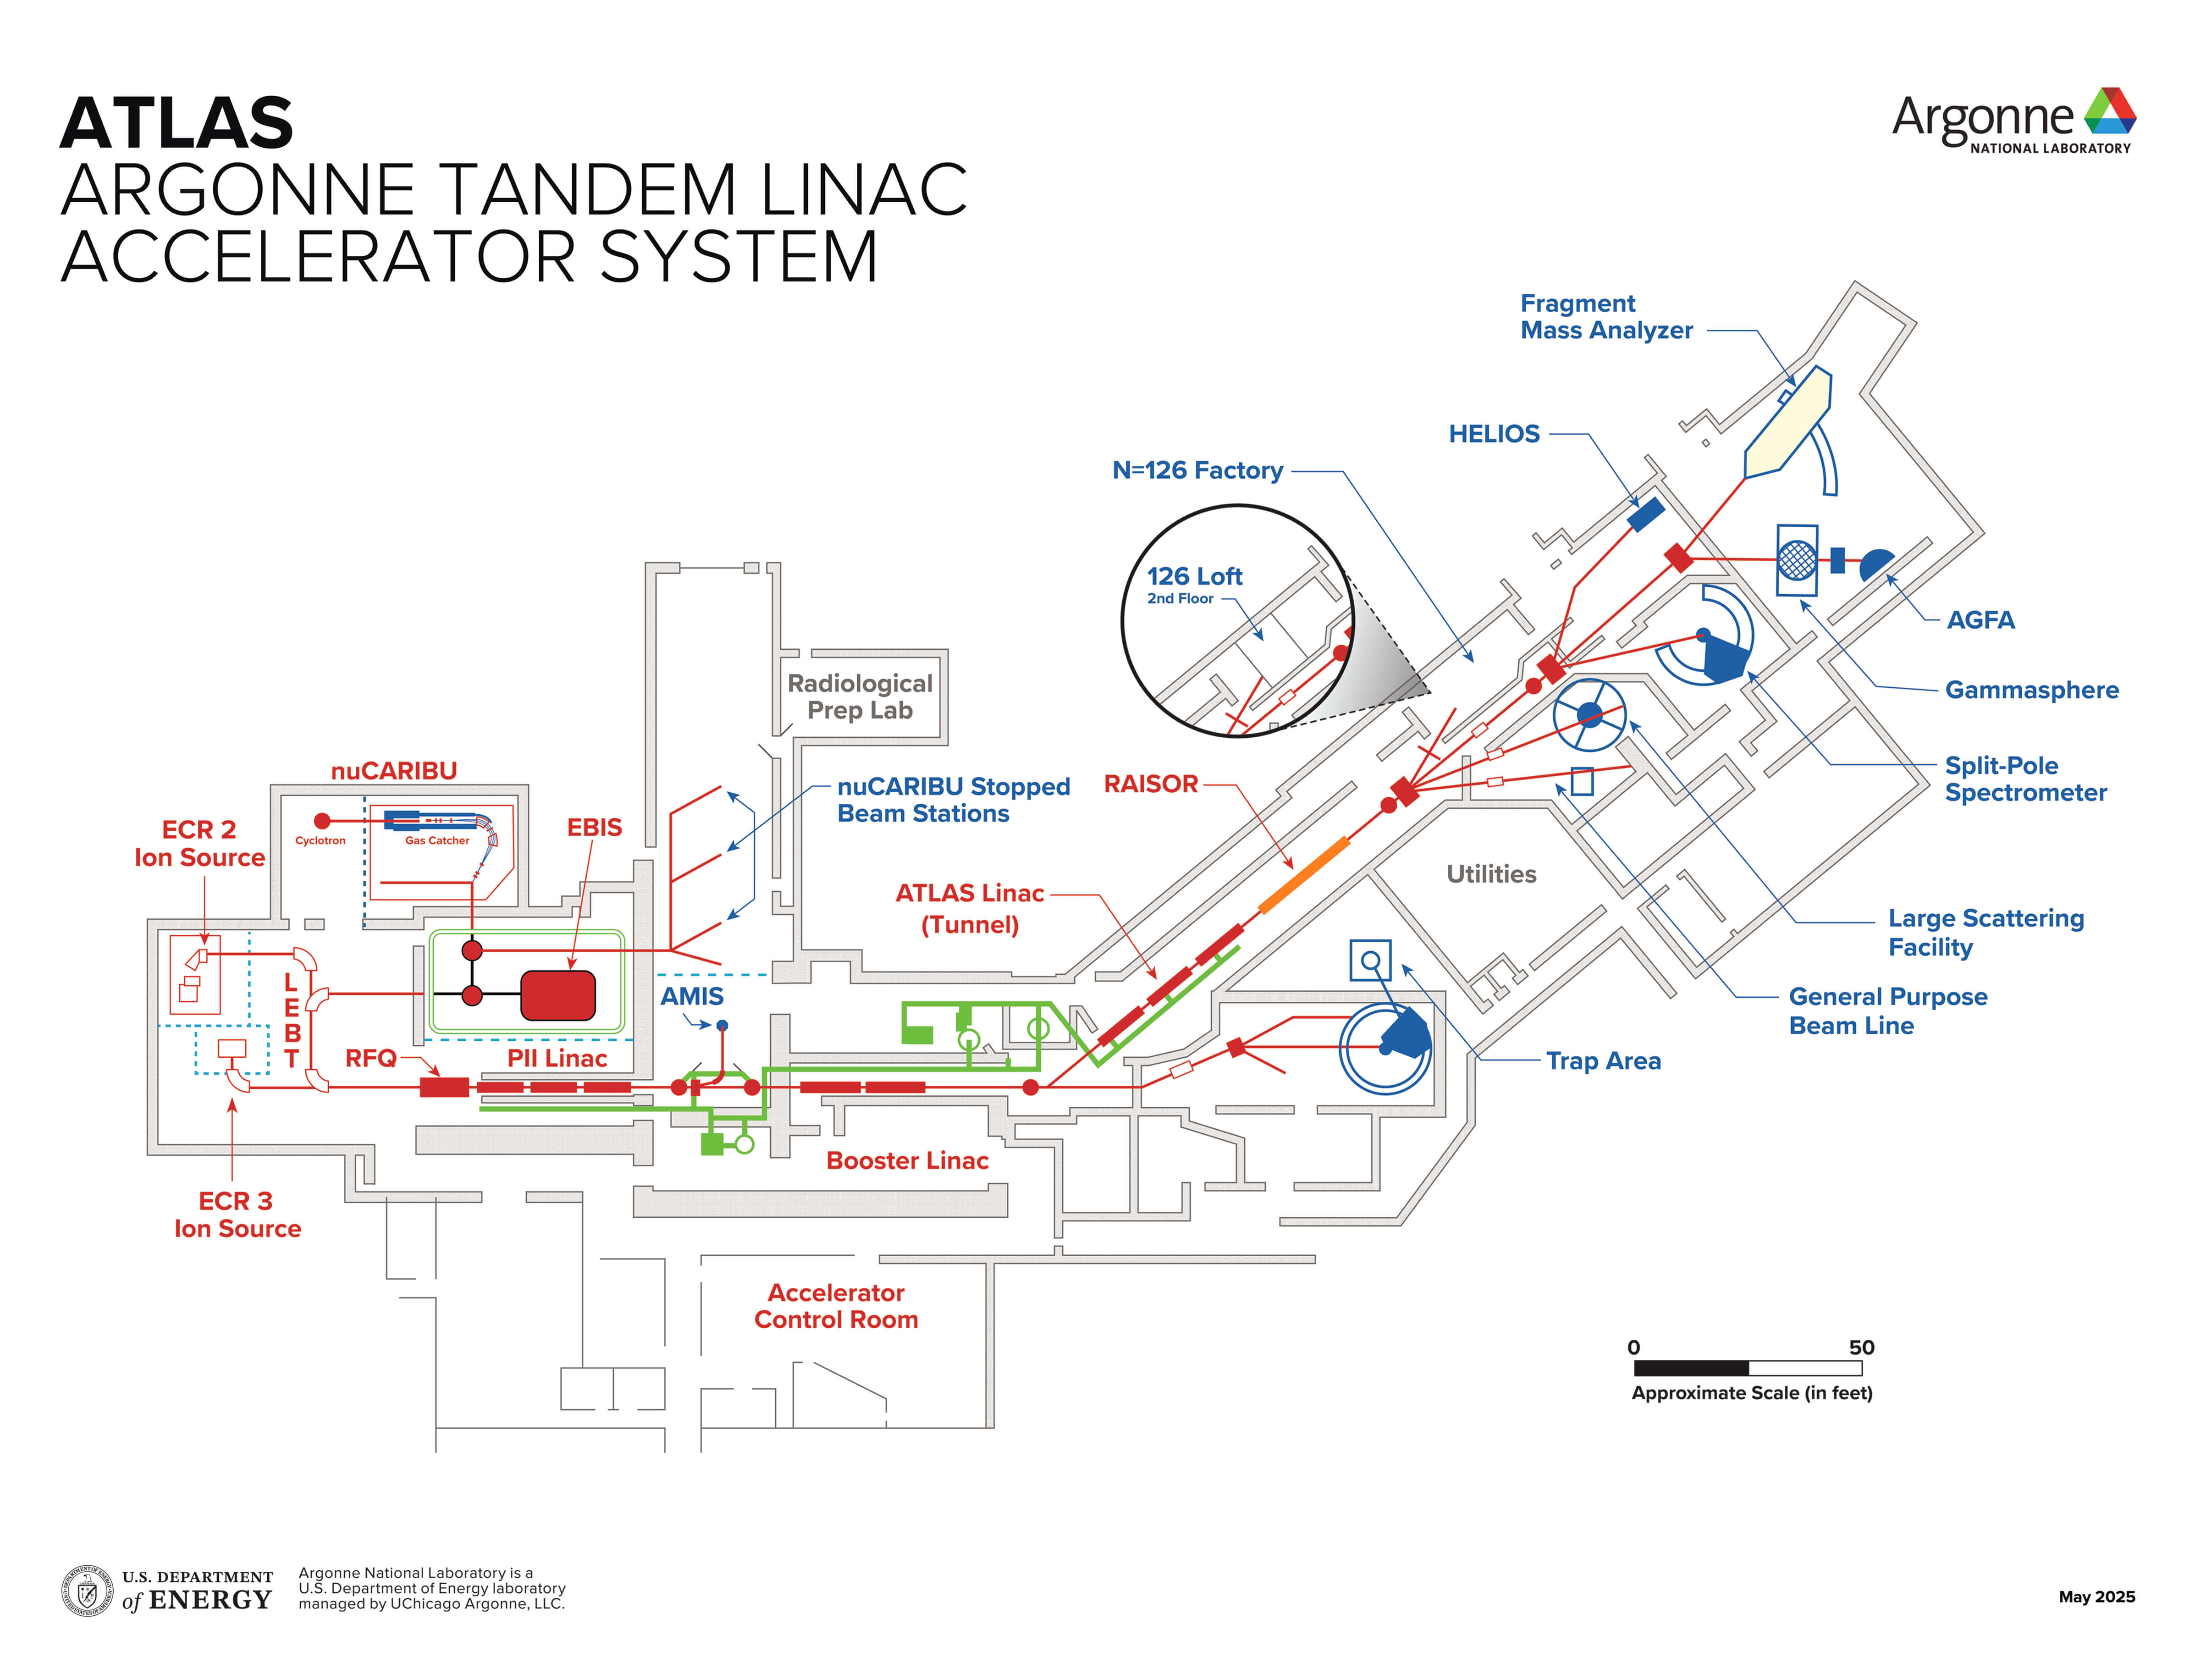 ATLAS
ARGONNE TANDEM LINAC
ACCELERATOR SYSTEM
Argonne
NATIONAL LABORATORY
Fragment
Mass Analyzer
HELIOS
N=126 Factory
126 Loft
2nd Floor
AGFA
Gammasphere
Split-Pole
Spectrometer
Large Scattering
Facility
General Purpose
Beam Line
Trap Area
Utilities
RAISOR
ATLAS Linac
(Tunnel)
Radiological
Prep Lab
nuCARIBU Stopped
Beam Stations
nuCARIBU
Cyclotron
Gas Catcher
EBIS
ECR 2
Ion Source
L
E
B
T
AMIS
RFQ
PII Linac
Booster Linac
ECR 3
Ion Source
Accelerator
Control Room
0 50
Approximate Scale (in feet)
U.S. DEPARTMENT
of ENERGY
Argonne National Laboratory is a
U.S. Department of Energy laboratory
managed by UChicago Argonne, LLC.
May 2025